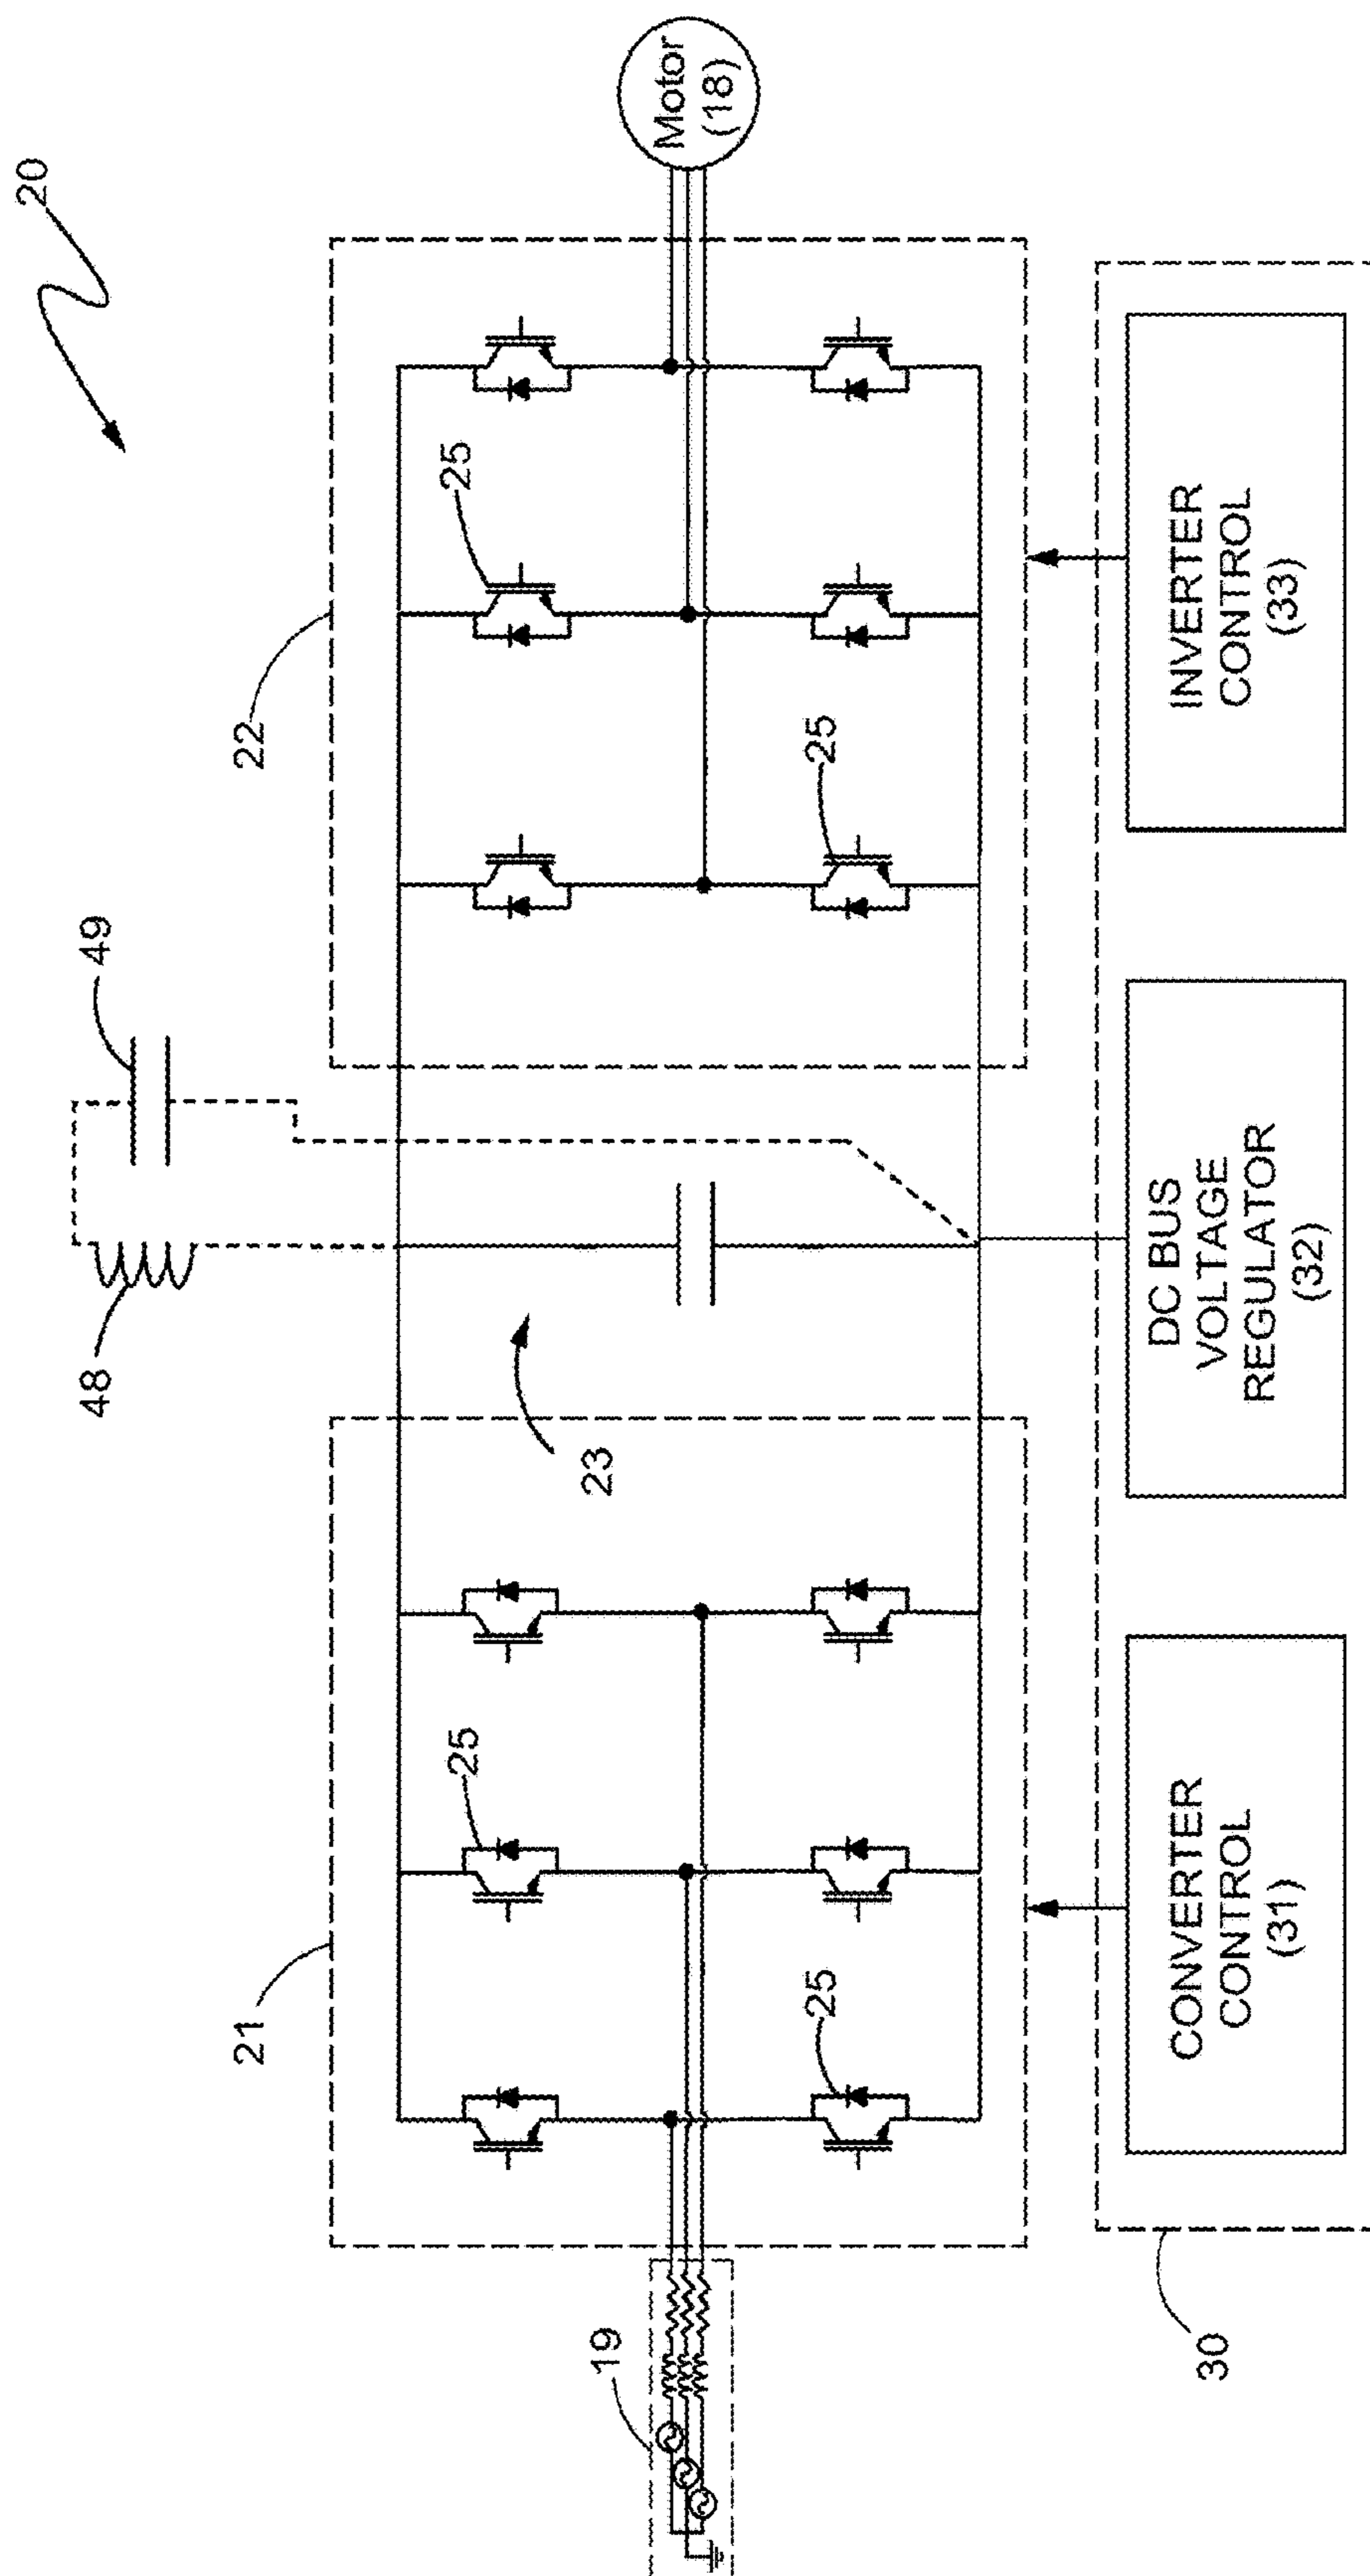 20
Motor
(18)
22
25
25
49
48
23
21
25
25
19
INVERTER
CONTROL
(33)
DC BUS
VOLTAGE
REGULATOR
(32)
CONVERTER
CONTROL
(31)
30